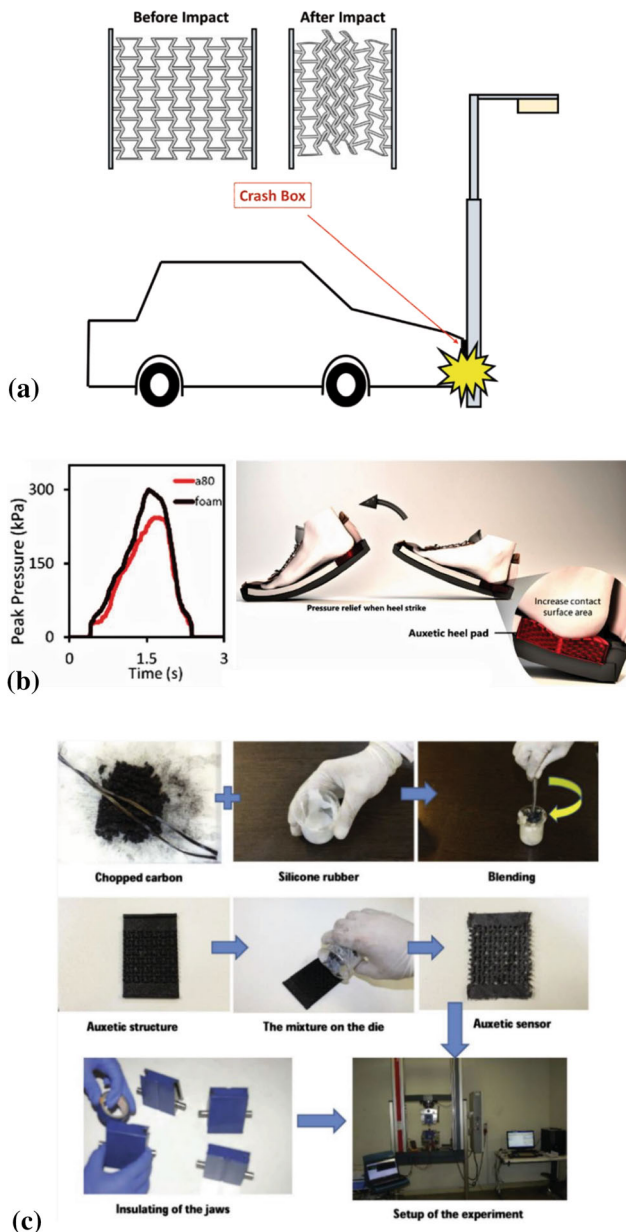 Before Impact
After Impact
Crash Box
(a)
Peak Pressure (kPa)
300
150
0
a80
foam
0
1.5
3
Time (s)
Pressure relief when heel strike
Increase contact
surface area
Auxetic heel pad
(b)
Chopped carbon
Silicone rubber
Blending
Auxetic structure
The mixture on the die
Auxetic sensor
Insulating of the jaws
Setup of the experiment
(c)